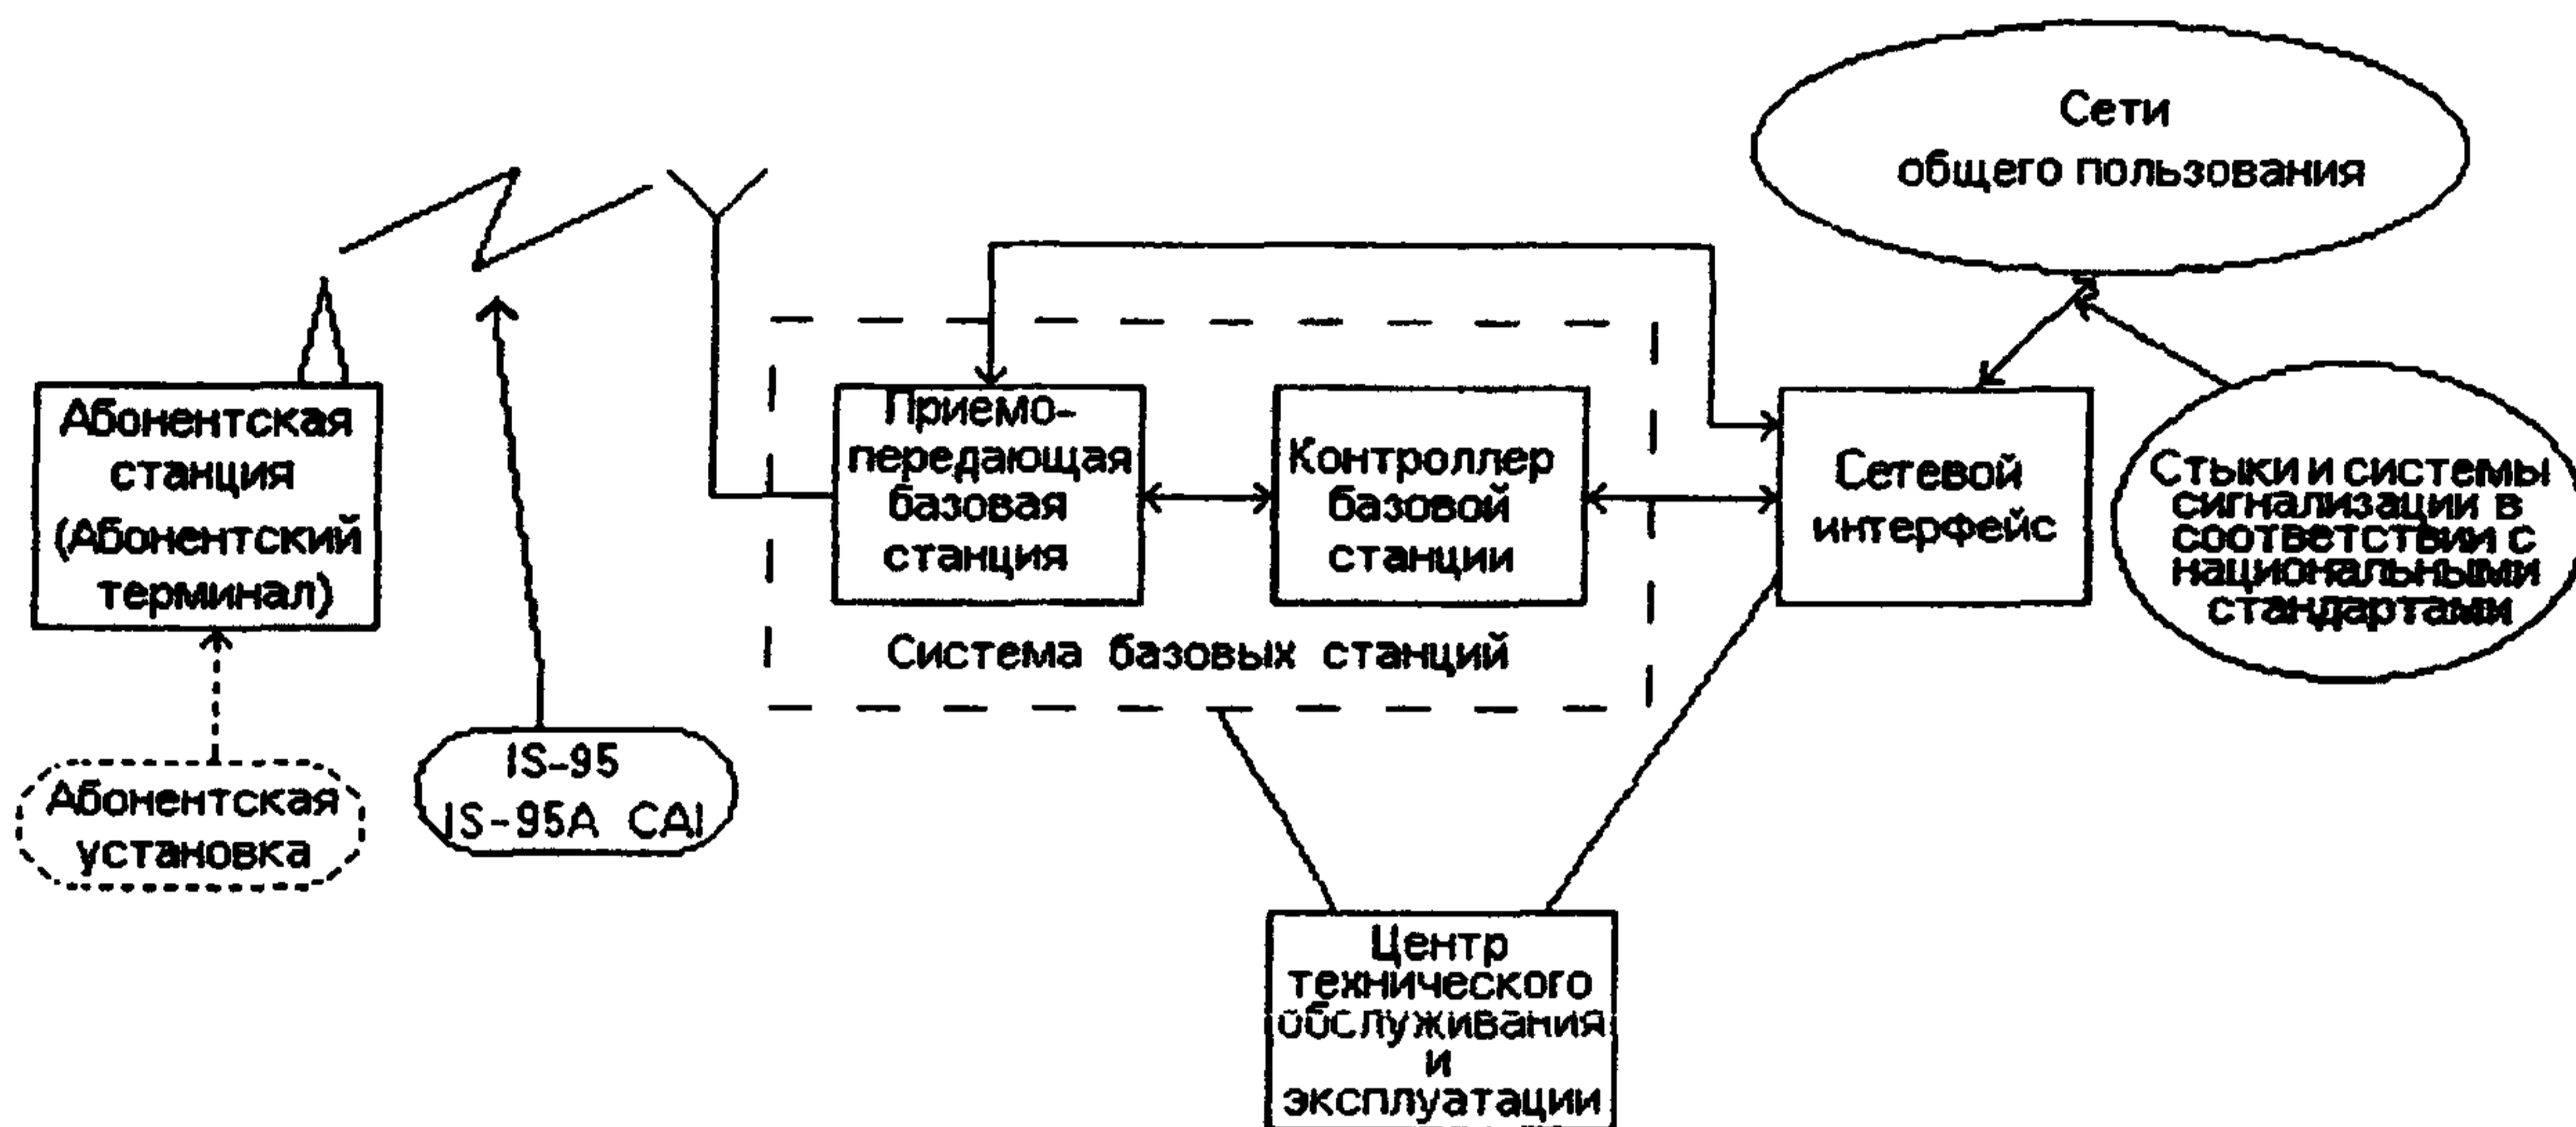 Сети
общего пользования
Абонентская
станция
(Абонентский
терминал)
Приемо-
передающая
базовая
станция
Контроллер
базовой
станции
Система базовых станций
Сетевой
интерфейс
Стыки и системы
сигнализации в
соответствии с
национальными
стандартами
Абонентская
установка
IS-95
IS-95A CAI
Центр
технического
обслуживания
и
эксплуатации